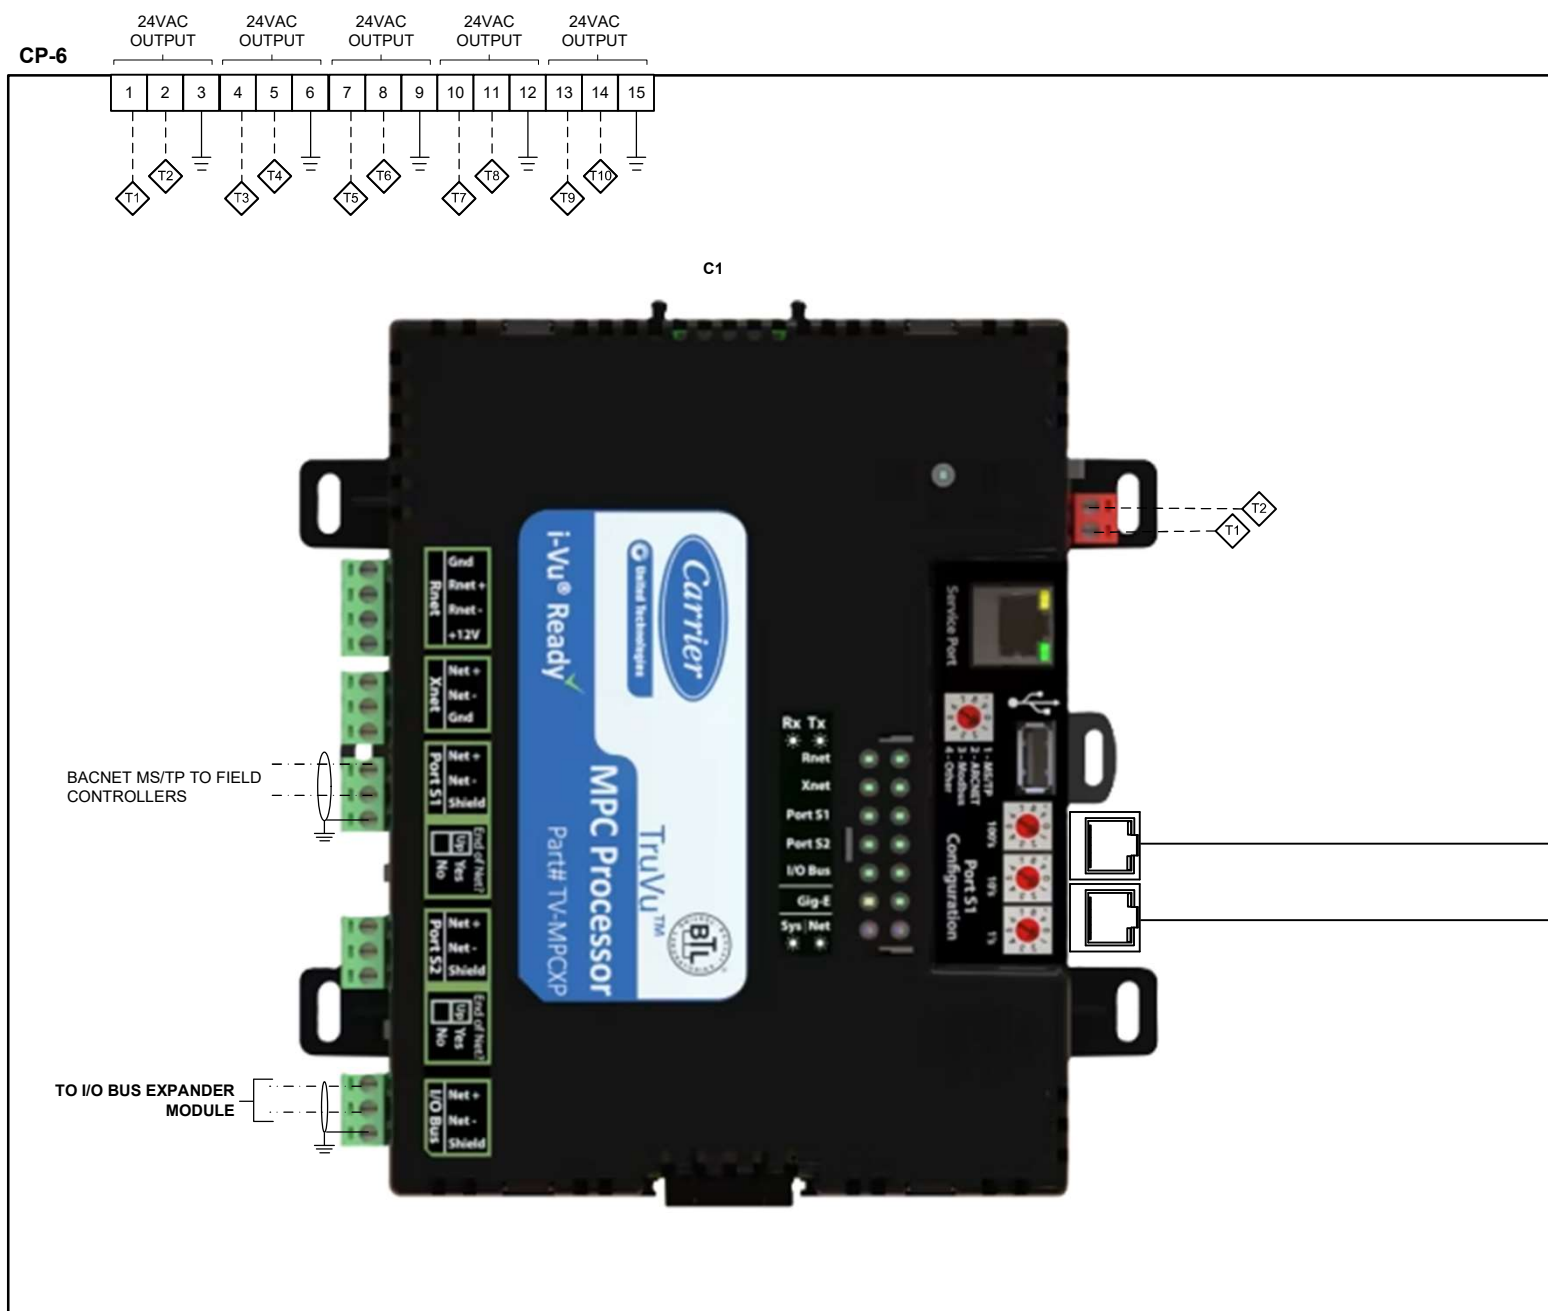 24VAC
OUTPUT
24VAC
OUTPUT
24VAC
OUTPUT
24VAC
OUTPUT
24VAC
OUTPUT
CP-6
1 2 3 4 5 6 7 8 9 10 11 12 13 14 15
T1 T2 T3 T4 T5 T6 T7 T8 T9 T10
C1
T2
T1
Gnd
Rnet +
Rnet -
+12V
Rnet
Net +
Net -
Gnd
Xnet
BACNET MS/TP TO FIELD
CONTROLLERS
Net +
Net -
Shield
Port S1
End of Net?
Up Yes
No
Net +
Net -
Shield
Port S2
End of Net?
Up Yes
No
TO I/O BUS EXPANDER
MODULE
Net +
Net -
Shield
I/O Bus
Carrier
United Technologies
i-Vu® Ready
TruVu™
MPC Processor
Part# TV-MPCXP
BTL
Rx Tx
Rnet
Xnet
Port S1
Port S2
I/O Bus
Gig-E
Sys Net
Service Port
1 - MS/TP
2 - ARCNET
3 - Modbus
4 - Other
100's
10's
1's
Port S1
Configuration